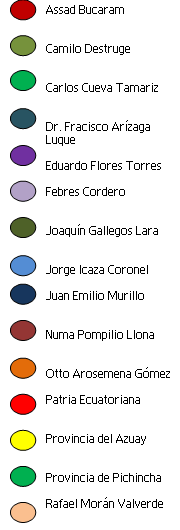 Assad Bucaram
Camilo Destruge
Carlos Cueva Tamariz
Dr. Fracisco Arízaga
Luque
Eduardo Flores Torres
Febres Cordero
Joaquín Gallegos Lara
Jorge Icaza Coronel
Juan Emilio Murillo
Numa Pompilio Llona
Otto Arosemena Gómez
Patria Ecuatoriana
Provincia del Azuay
Provincia de Pichincha
Rafael Morán Valverde